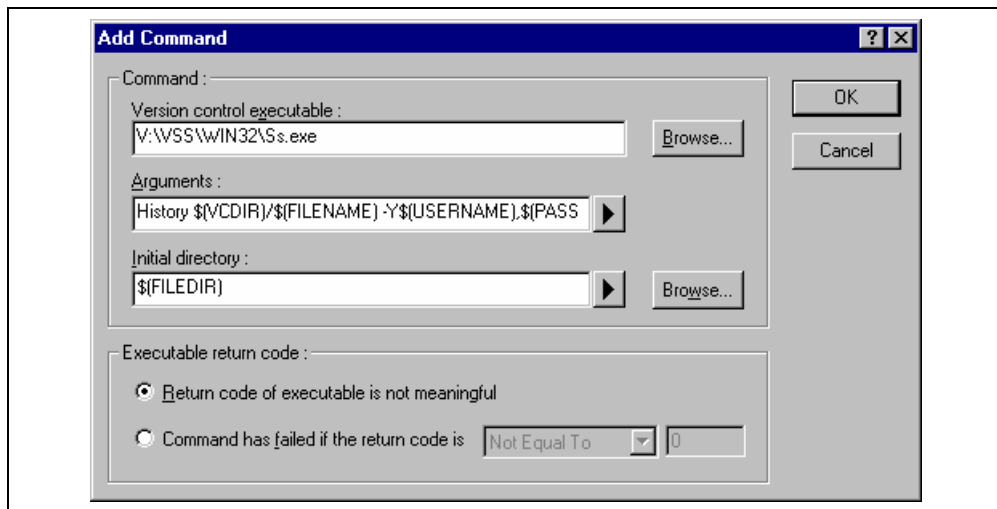 Add Command
Command :
Version control executable :
V:\VSS\WIN32\Ss.exe
Browse...
Arguments :
History $(VCDIR)/$(FILENAME) -Y$(USERNAME),$(PASS
Initial directory :
$(FILEDIR)
Browse...
OK
Cancel
Executable return code :
Return code of executable is not meaningful
Command has failed if the return code is
Not Equal To
0